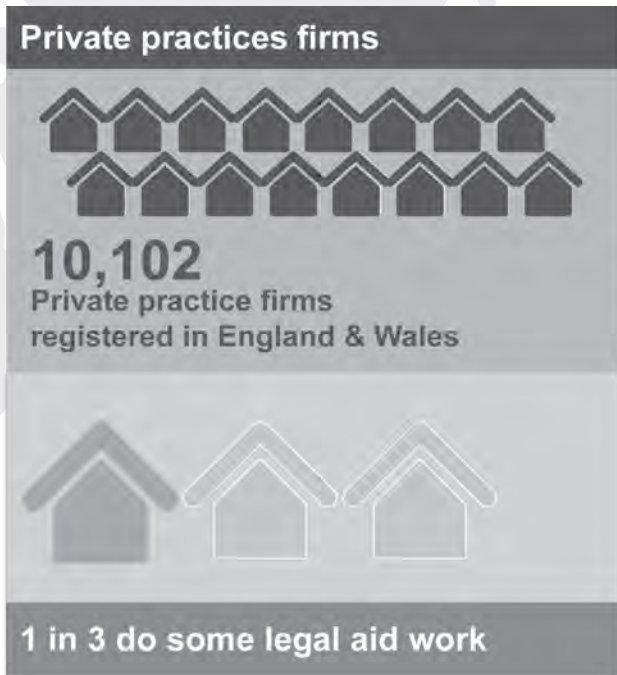 Private practices firms
10,102
Private practice firms
registered in England & Wales
1 in 3 do some legal aid work